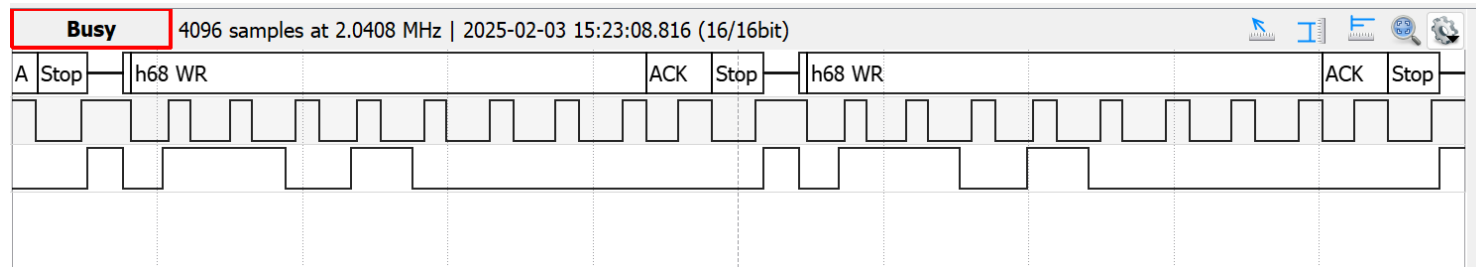 Busy 4096 samples at 2.0408 MHz | 2025-02-03 15:23:08.816 (16/16bit)
A Stop h68 WR ACK Stop h68 WR ACK Stop